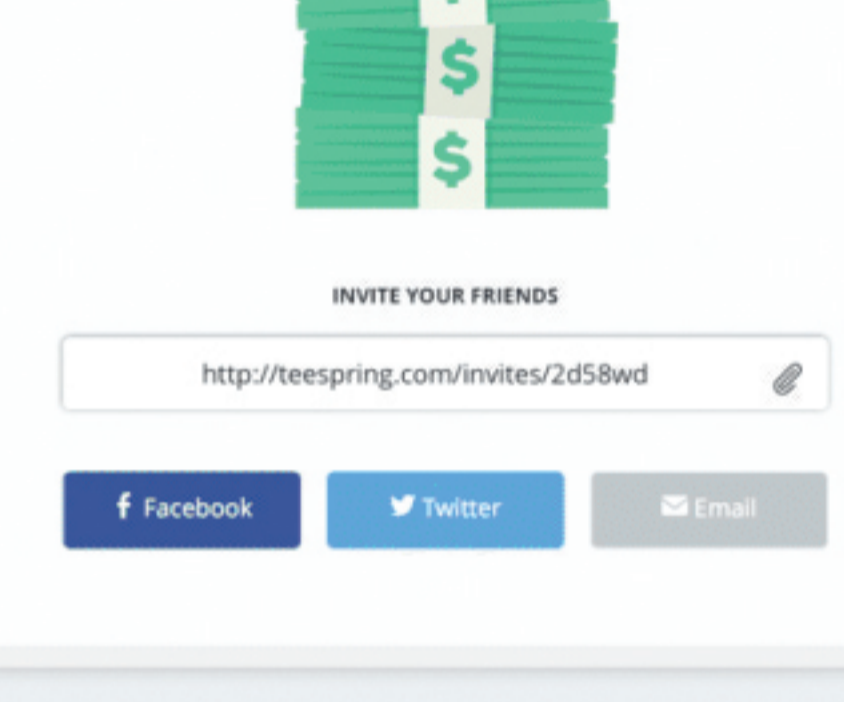 $
$
INVITE YOUR FRIENDS
http://teespring.com/invites/2d58wd
Facebook Twitter Email